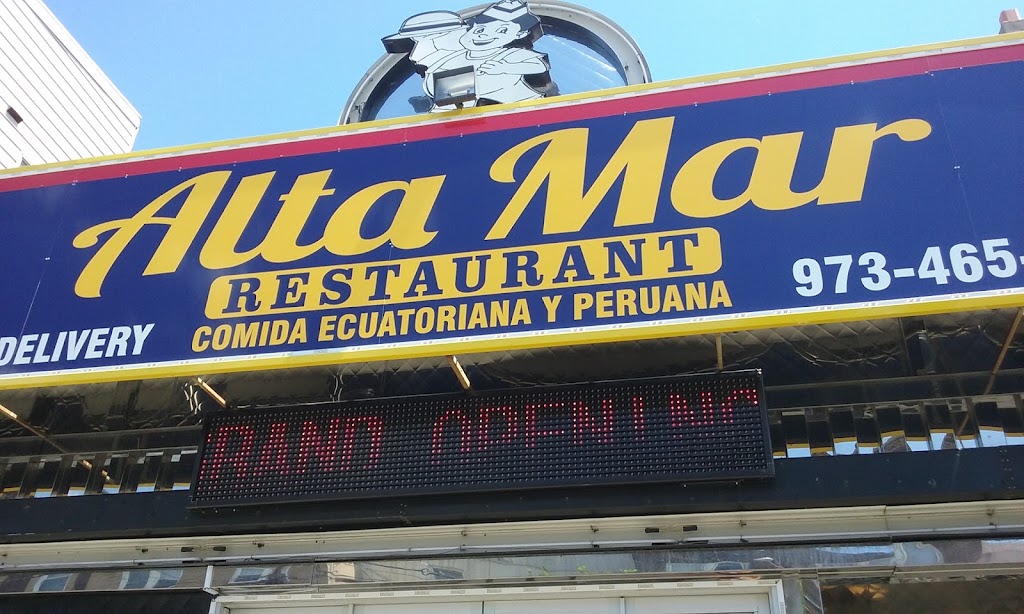 Alta Mar
RESTAURANT
COMIDA ECUATORIANA Y PERUANA
DELIVERY
973-465-
RAND OPENING